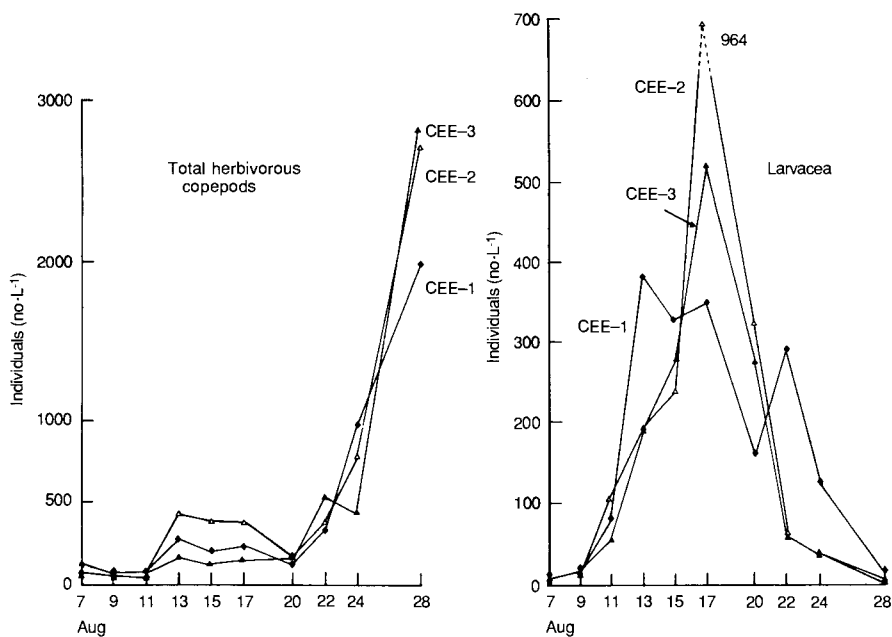 3000
2000
1000
500
0
Individuals (no·L⁻¹)
Total herbivorous
copepods
CEE–3
CEE–2
CEE–1
7 9 11 13 15 17 20 22 24 28
Aug
700
600
500
400
300
200
100
0
Individuals (no·L⁻¹)
964
CEE–2
Larvacea
CEE–3
CEE–1
7 9 11 13 15 17 20 22 24 28
Aug